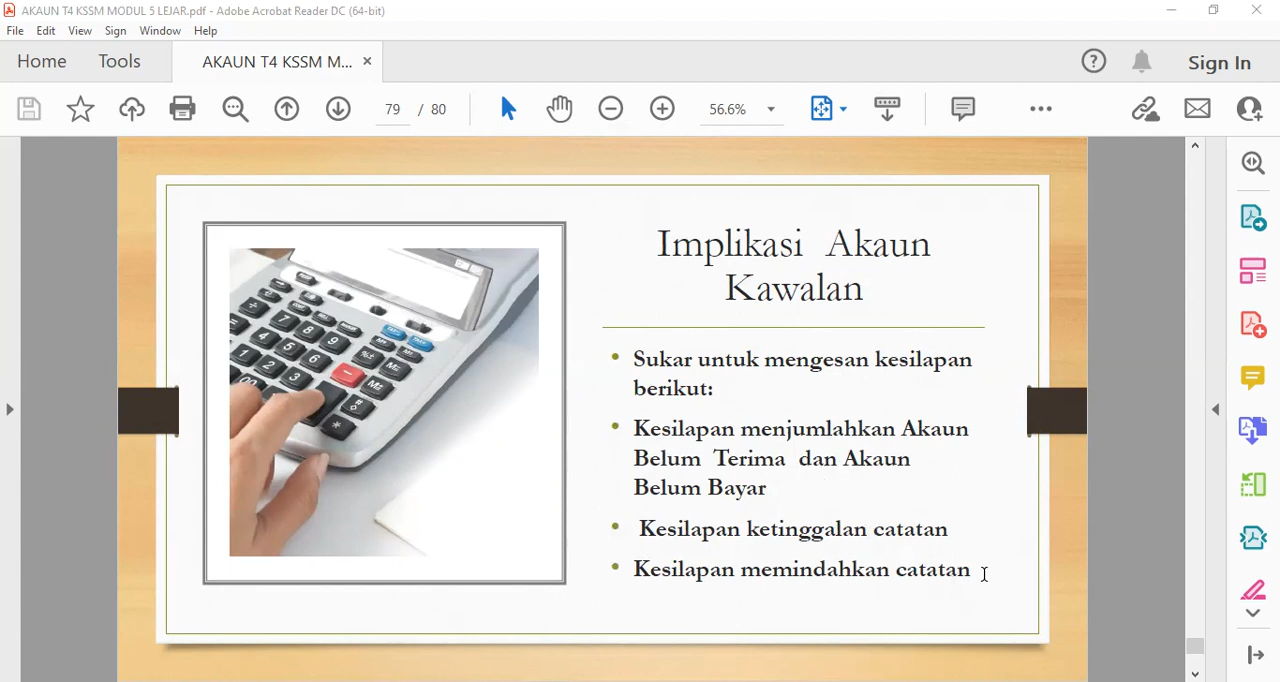 AKAUN T4 KSSM MODUL 5 LEJAR.pdf - Adobe Acrobat Reader DC (64-bit)
File Edit View Sign Window Help
Home Tools AKAUN T4 KSSM M... × Sign In
79 / 80 56.6%
Implikasi Akaun
Kawalan
• Sukar untuk mengesan kesilapan
berikut:
• Kesilapan menjumlahkan Akaun
Belum Terima dan Akaun
Belum Bayar
• Kesilapan ketinggalan catatan
• Kesilapan memindahkan catatan